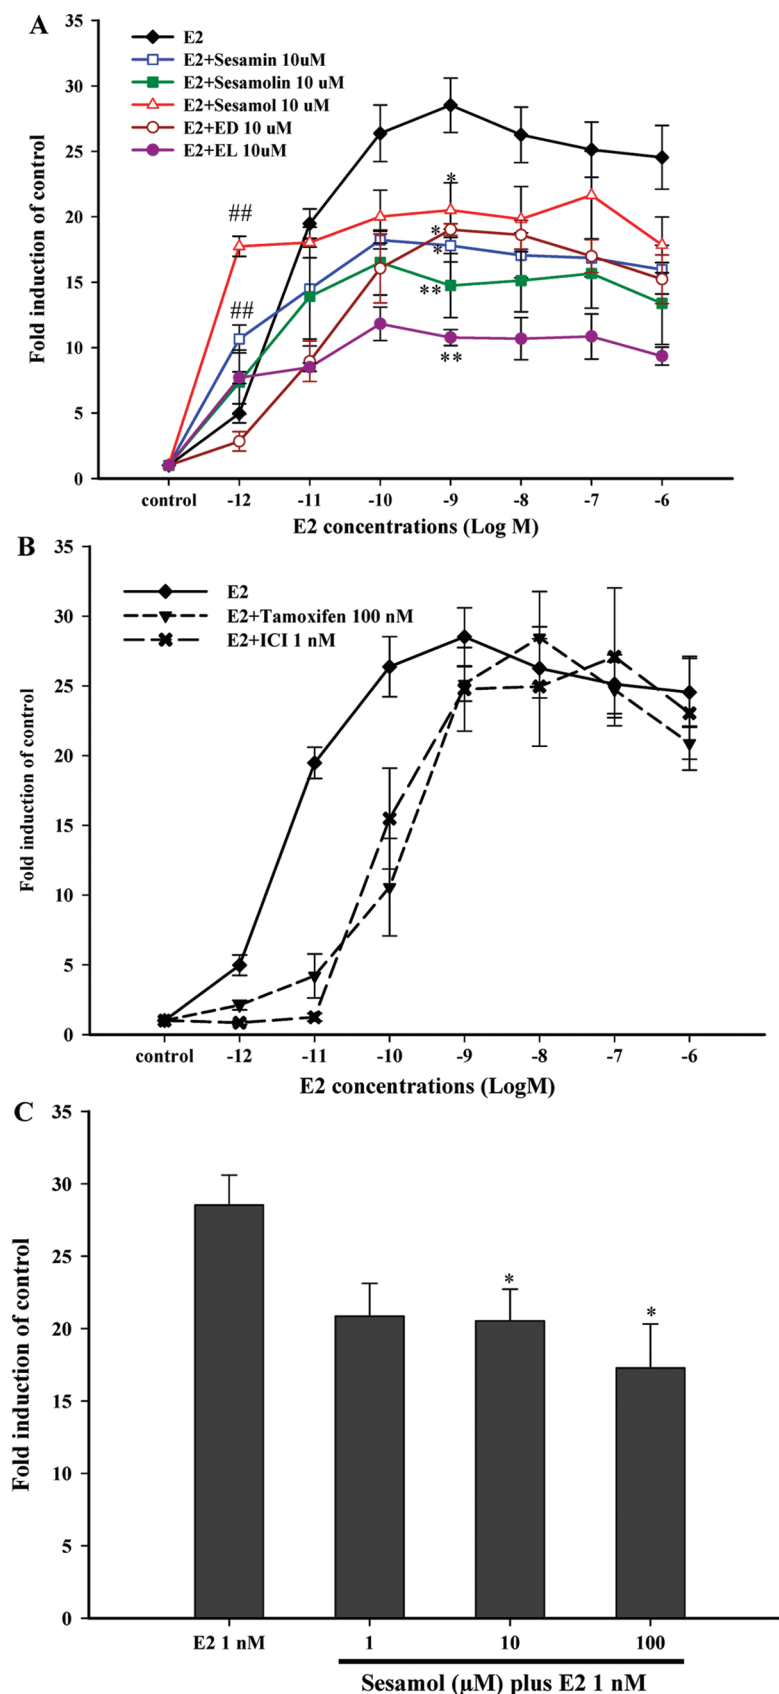 A
E2
E2+Sesamin 10uM
E2+Sesamolin 10 uM
E2+Sesamol 10 uM
E2+ED 10 uM
E2+EL 10uM
35
30
25
20
15
10
5
0
Fold induction of control
##
##
*
*
*
**
**
control -12 -11 -10 -9 -8 -7 -6
E2 concentrations (Log M)
B
E2
E2+Tamoxifen 100 nM
E2+ICI 1 nM
35
30
25
20
15
10
5
0
Fold induction of control
control -12 -11 -10 -9 -8 -7 -6
E2 concentrations (LogM)
C
35
30
25
20
15
10
5
0
Fold induction of control
*
*
E2 1 nM 1 10 100
Sesamol (μM) plus E2 1 nM